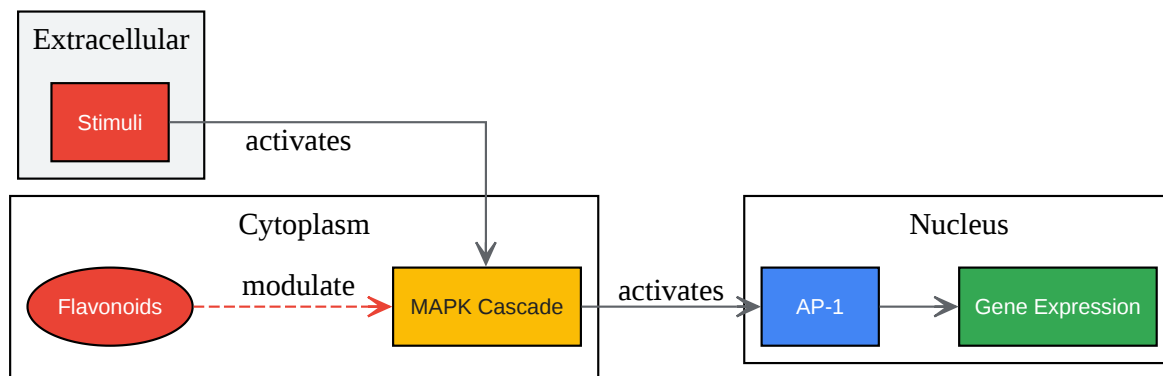 Extracellular
Stimuli
activates
Cytoplasm
Nucleus
Flavonoids
modulate
MAPK Cascade
activates
AP-1
Gene Expression